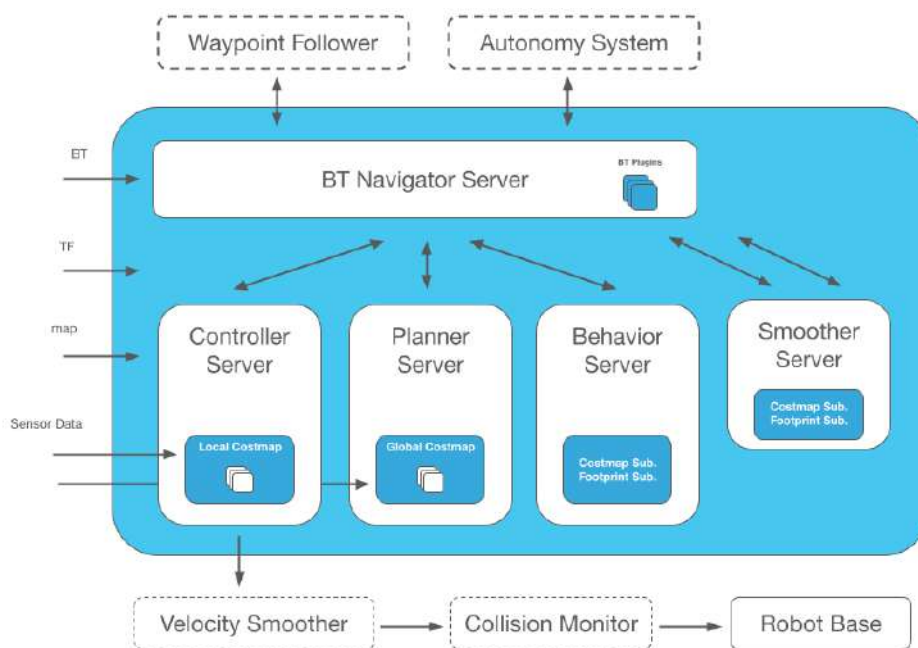 Waypoint Follower
Autonomy System
BT
BT Navigator Server
BT Plugins
TF
map
Controller
Server
Planner
Server
Behavior
Server
Smoother
Server
Sensor Data
Local Costmap
Global Costmap
Costmap Sub.
Footprint Sub.
Costmap Sub.
Footprint Sub.
Velocity Smoother
Collision Monitor
Robot Base